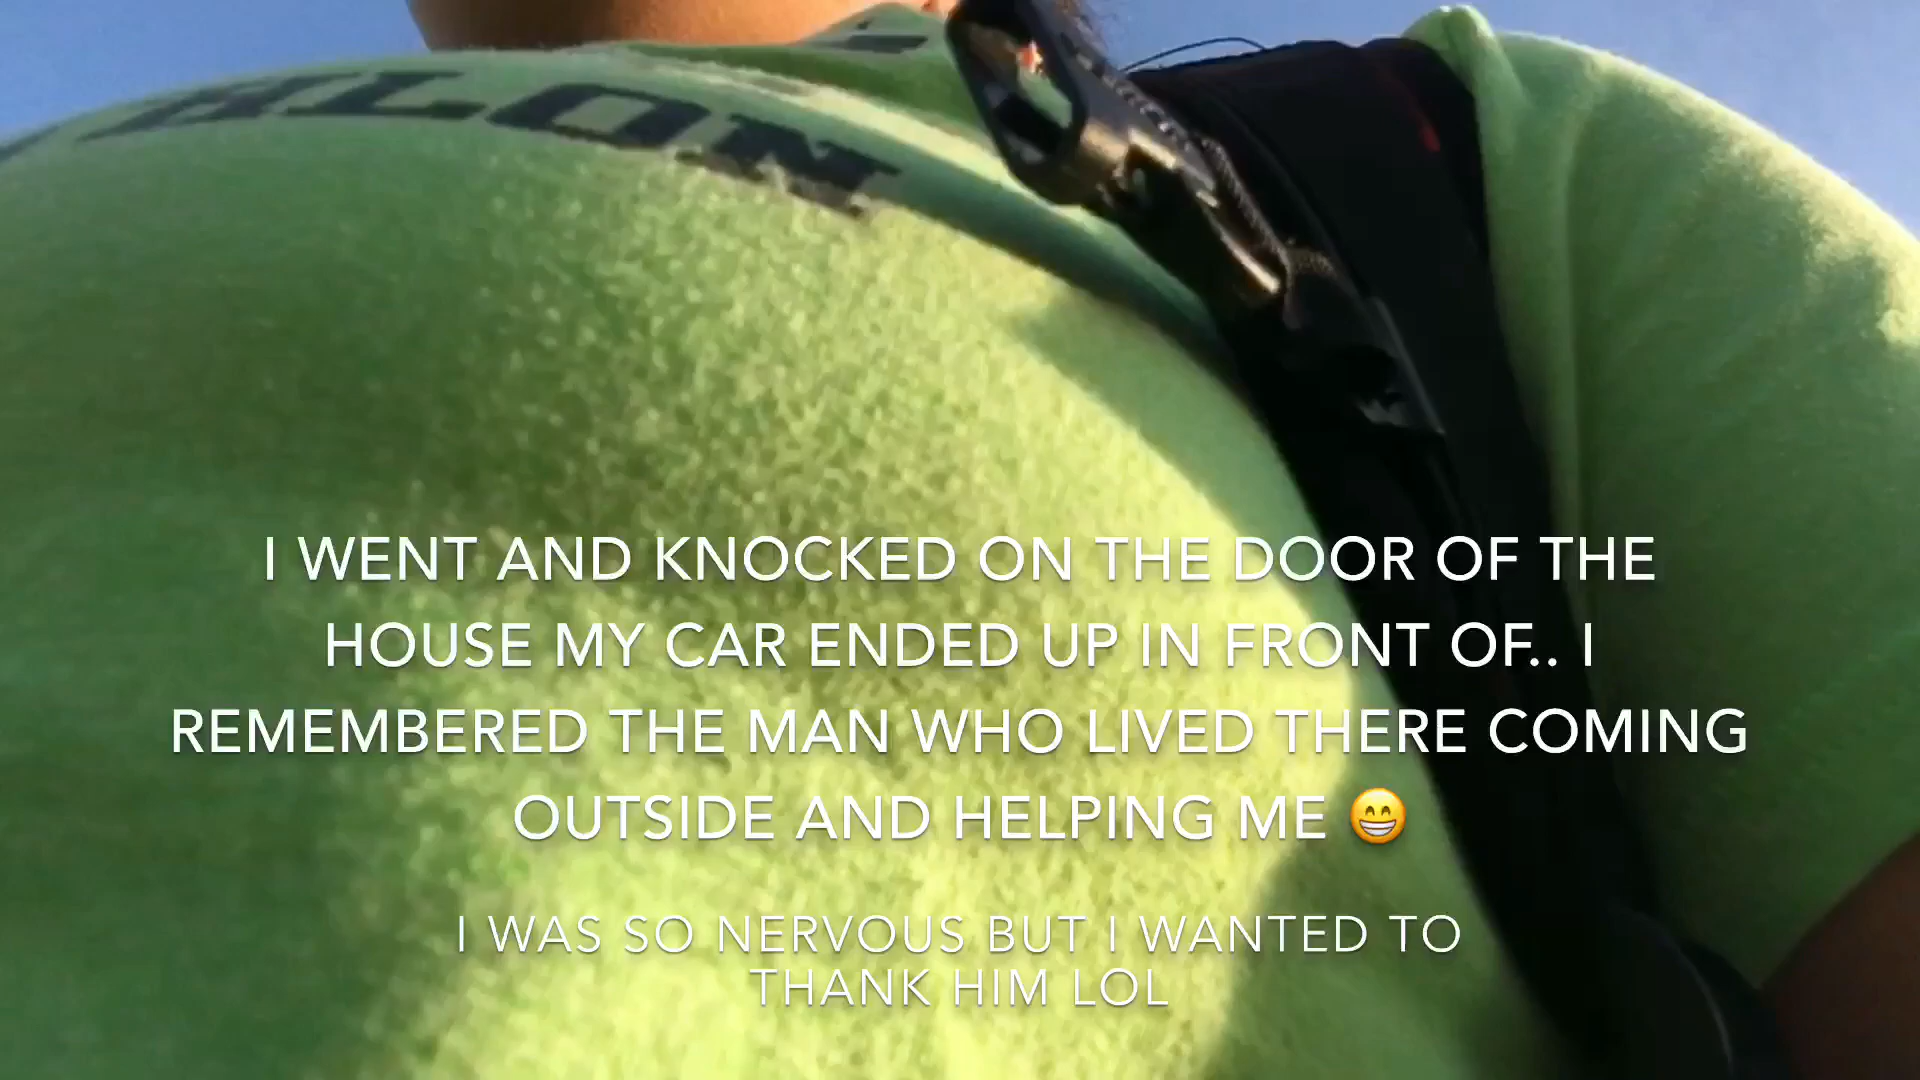 HLON
I WENT AND KNOCKED ON THE DOOR OF THE
HOUSE MY CAR ENDED UP IN FRONT OF.. I
REMEMBERED THE MAN WHO LIVED THERE COMING
OUTSIDE AND HELPING ME 😁
I WAS SO NERVOUS BUT I WANTED TO
THANK HIM LOL